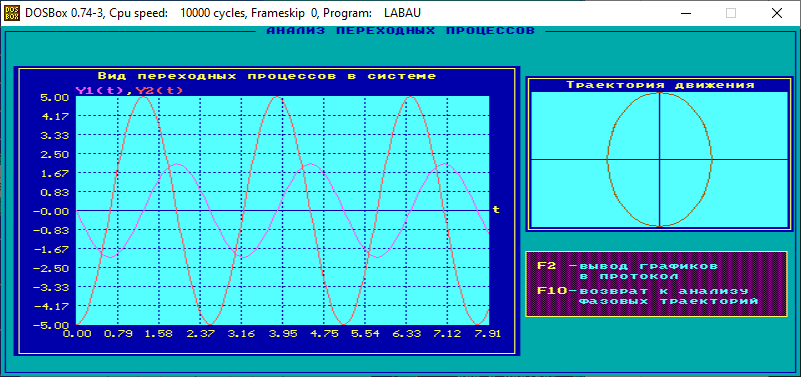 DOSBox 0.74-3, Cpu speed: 10000 cycles, Frameskip 0, Program: LABAU
АНАЛИЗ ПЕРЕХОДНЫХ ПРОЦЕССОВ
Вид переходных процессов в системе
Y1(t),Y2(t)
5.00
4.17
3.33
2.50
1.67
0.83
-0.00
-0.83
-1.67
-2.50
-3.33
-4.17
-5.00
t
0.00 0.79 1.58 2.37 3.16 3.95 4.75 5.54 6.33 7.12 7.91
Траектория движения
F2 -вывод графиков
в протокол
F10-возврат к анализу
фазовых траекторий